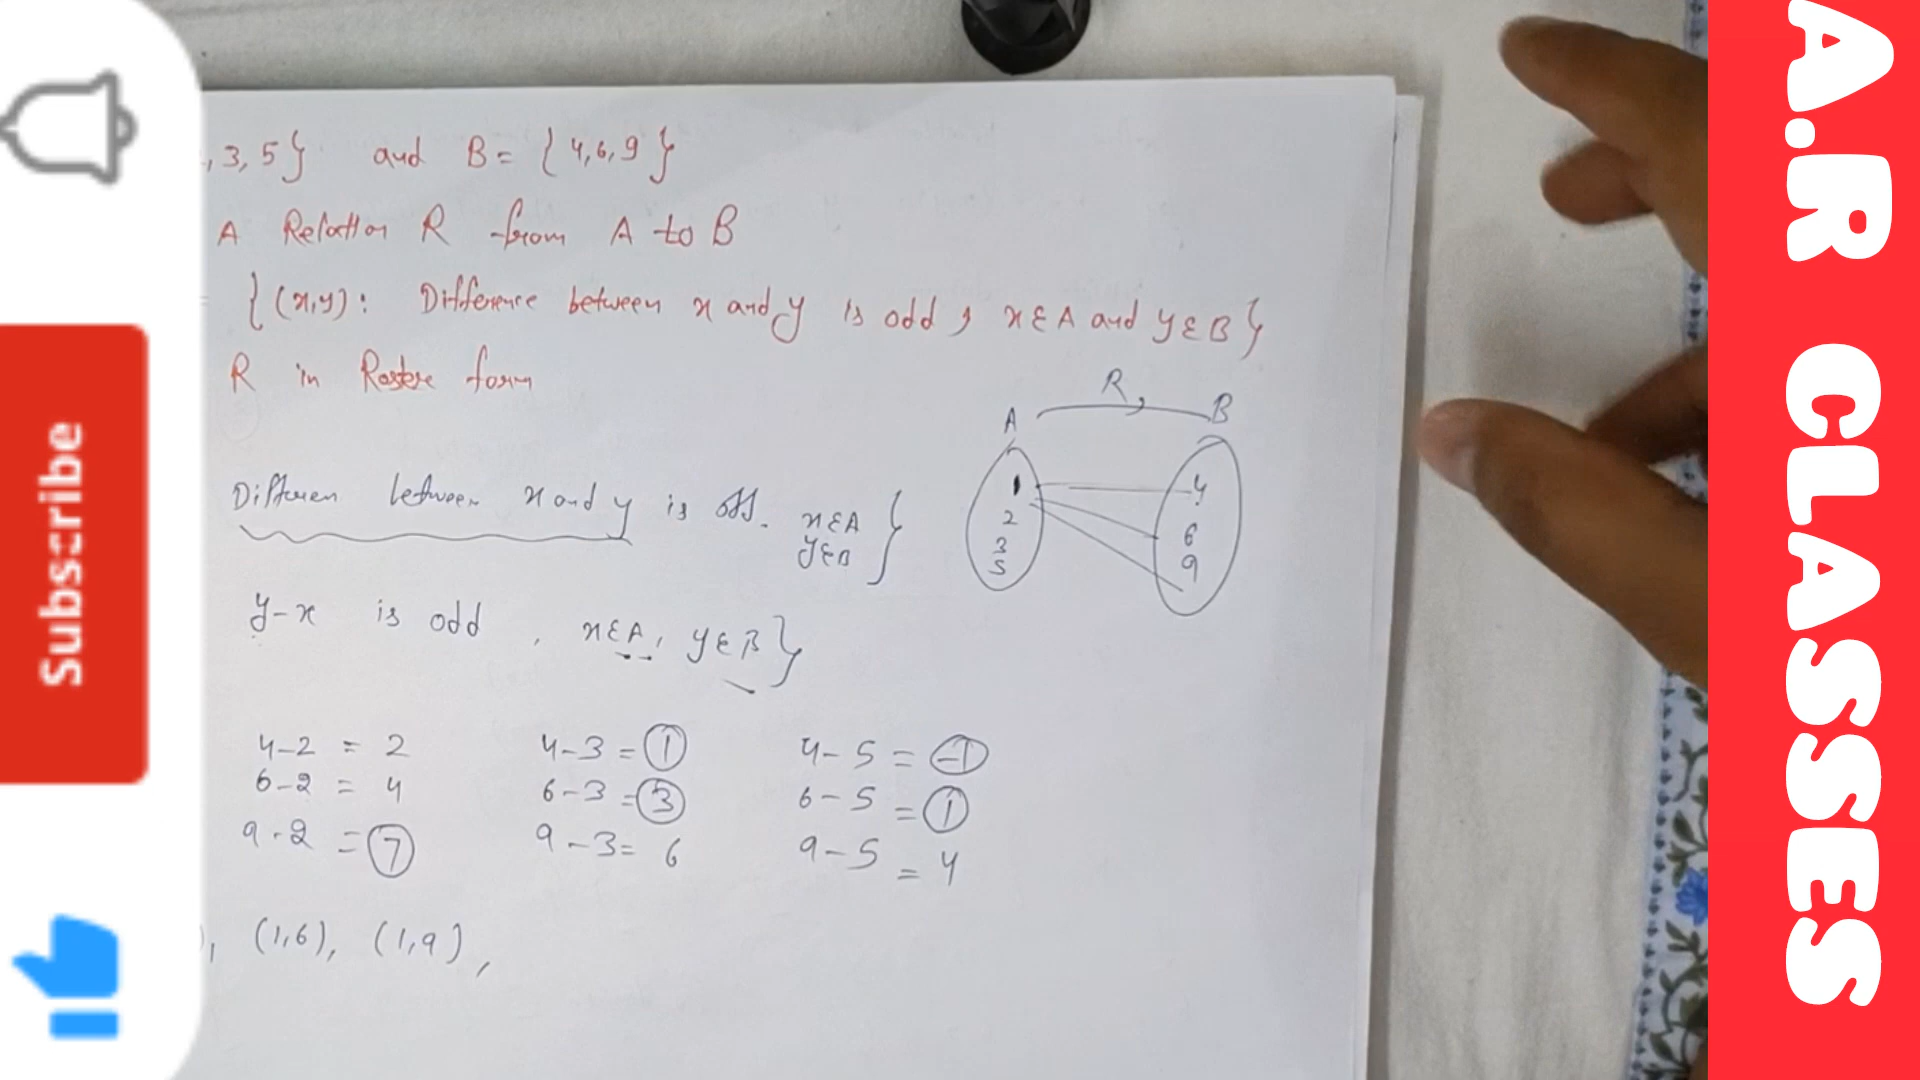 , 3, 5} and B = {4, 6, 9}
A Relation R from A to B
= {(x,y) : Difference between x and y is odd ; x ε A and y ε B}
R in Rostere form
Differen between x and y is odd. x ε A
y ε B }
y - x is odd , x ε A, y ε B }
R,
A B
1 4
2 6
3 9
5
4 - 2 = 2 4 - 3 = 1 4 - 5 = -1
6 - 2 = 4 6 - 3 = 3 6 - 5 = 1
9 - 2 = 7 9 - 3 = 6 9 - 5 = 4
), (1,6), (1,9),
Subscribe
A.R CLASSES